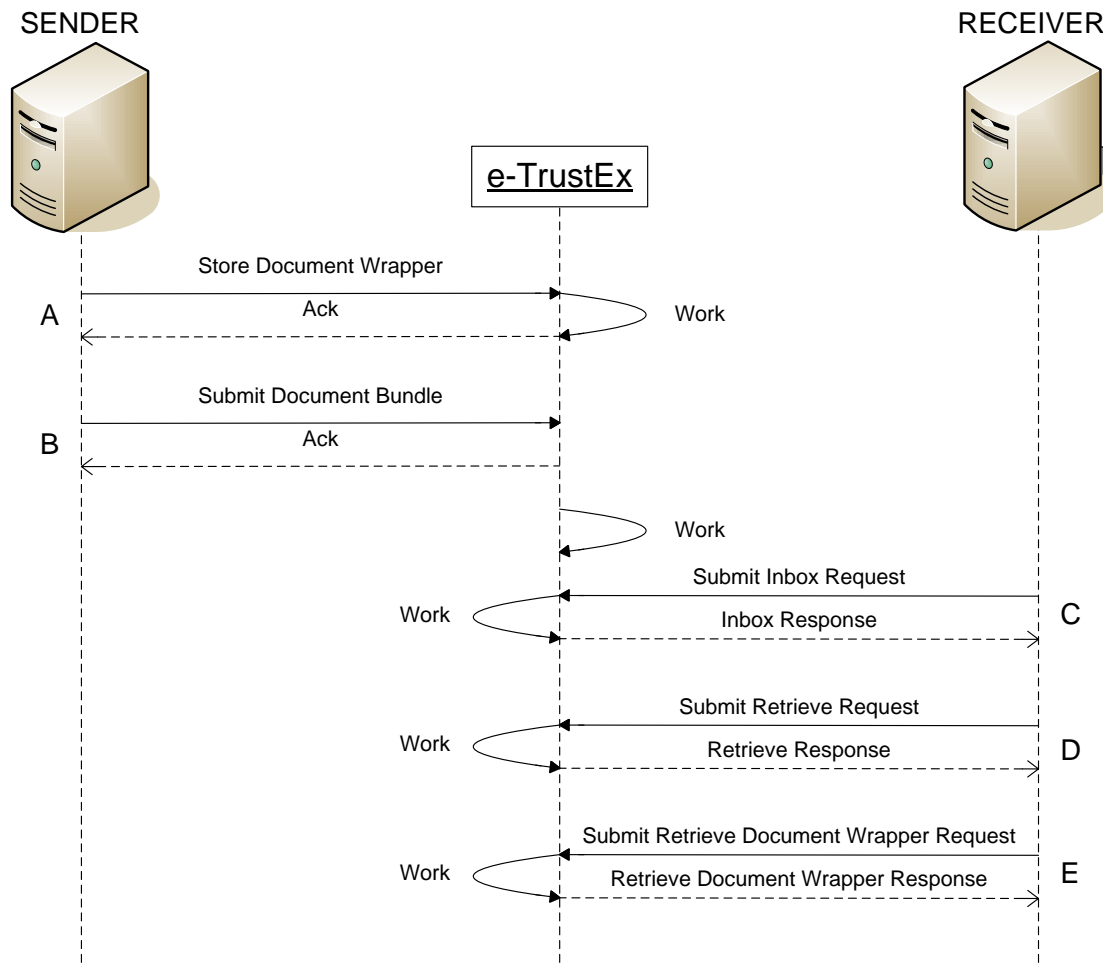 SENDER
RECEIVER
e-TrustEx
Store Document Wrapper
A
Ack
Work
Submit Document Bundle
B
Ack
Work
Submit Inbox Request
Work
Inbox Response
C
Submit Retrieve Request
Work
Retrieve Response
D
Submit Retrieve Document Wrapper Request
Work
Retrieve Document Wrapper Response
E